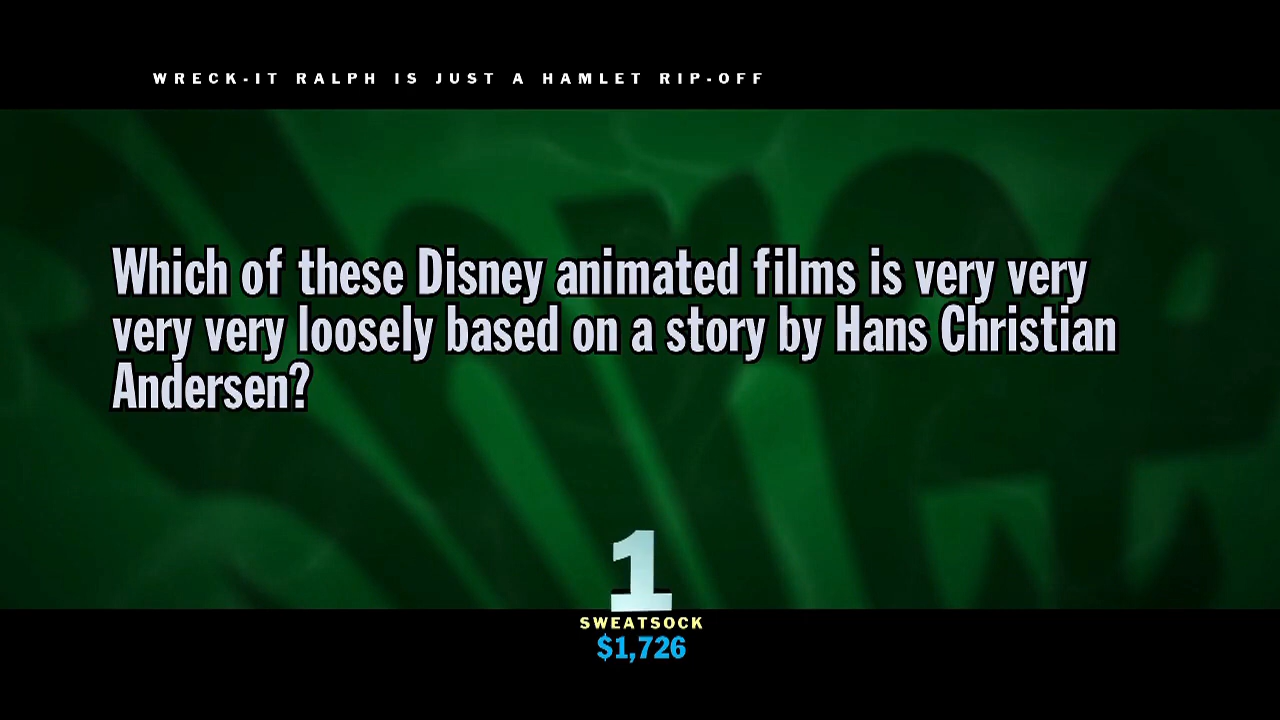 WRECK-IT RALPH IS JUST A HAMLET RIP-OFF
Which of these Disney animated films is very very
very very loosely based on a story by Hans Christian
Andersen?
1
SWEATSOCK
$1,726